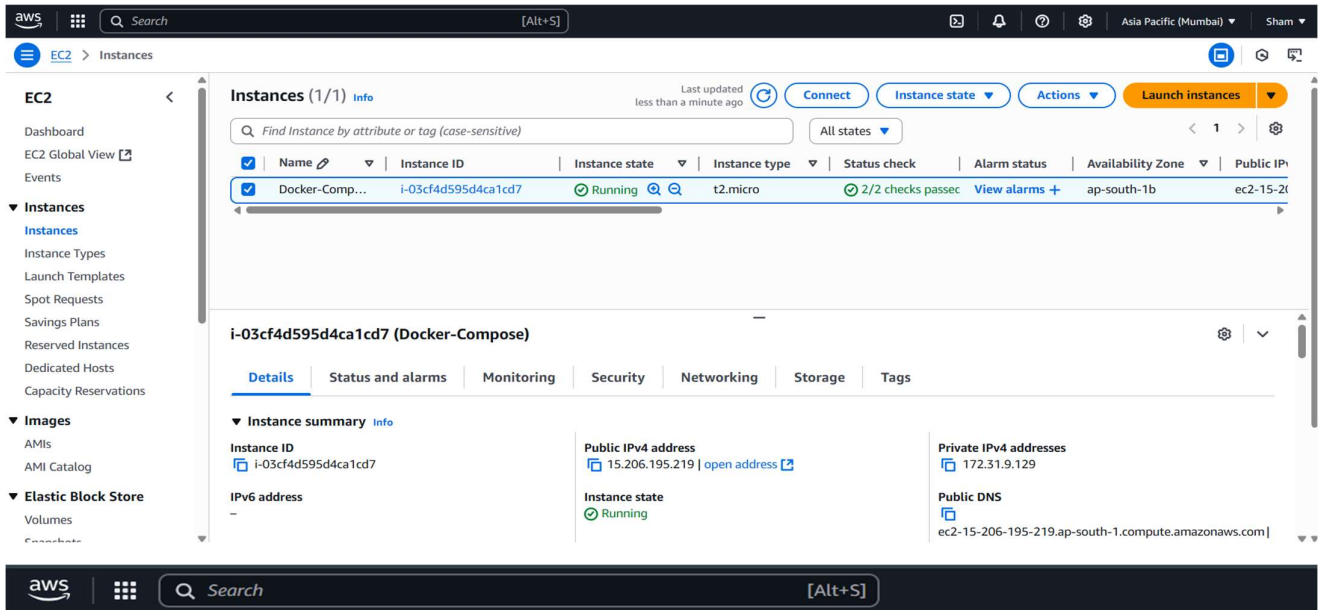 aws Search [Alt+S] Asia Pacific (Mumbai) Sham
EC2 > Instances
EC2
Dashboard
EC2 Global View
Events
Instances
Instances
Instance Types
Launch Templates
Spot Requests
Savings Plans
Reserved Instances
Dedicated Hosts
Capacity Reservations
Images
AMIs
AMI Catalog
Elastic Block Store
Volumes
Snapshots
Instances (1/1) Info
Last updated
less than a minute ago
Connect Instance state Actions Launch instances
Find Instance by attribute or tag (case-sensitive) All states 1
Name Instance ID Instance state Instance type Status check Alarm status Availability Zone Public IPv
Docker-Comp... i-03cf4d595d4ca1cd7 Running t2.micro 2/2 checks passec View alarms + ap-south-1b ec2-15-20
i-03cf4d595d4ca1cd7 (Docker-Compose)
Details Status and alarms Monitoring Security Networking Storage Tags
Instance summary Info
Instance ID Public IPv4 address Private IPv4 addresses
i-03cf4d595d4ca1cd7 15.206.195.219 | open address 172.31.9.129
IPv6 address Instance state Public DNS
– Running
ec2-15-206-195-219.ap-south-1.compute.amazonaws.com |
aws Search [Alt+S]